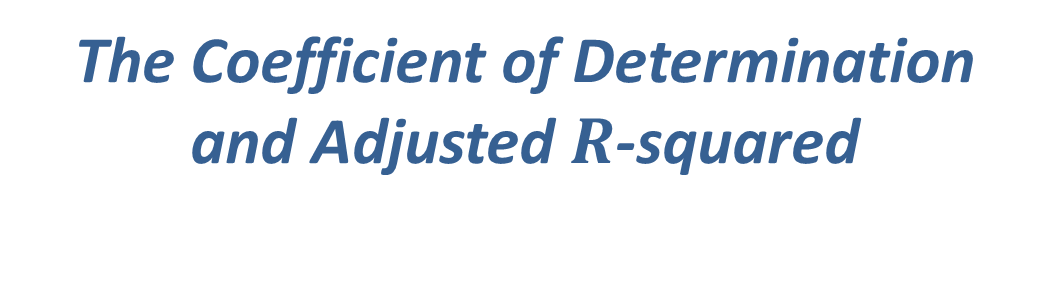 The Coefficient of Determination
and Adjusted R-squared